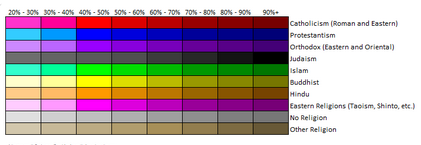 20% - 30% 30% - 40% 40% - 50% 50% - 60% 60% - 70% 70% - 80% 80% - 90% 90%+
Catholicism (Roman and Eastern)
Protestantism
Orthodox (Eastern and Oriental)
Judaism
Islam
Buddhist
Hindu
Eastern Religions (Taoism, Shinto, etc.)
No Religion
Other Religion